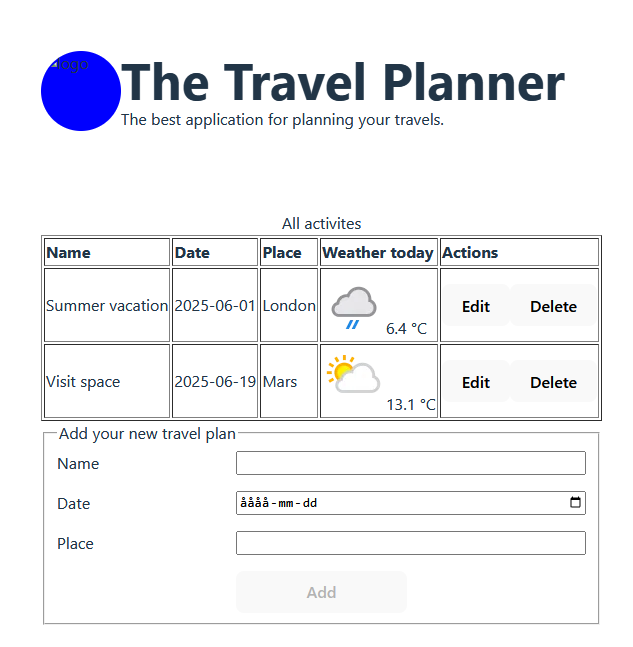 logo
The Travel Planner
The best application for planning your travels.
All activites
Name Date Place Weather today Actions
Summer vacation 2025-06-01 London 6.4 °C Edit Delete
Visit space 2025-06-19 Mars 13.1 °C Edit Delete
Add your new travel plan
Name
Date åååå-mm-dd
Place
Add